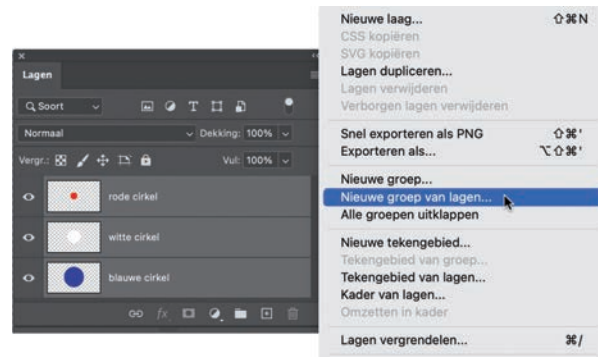 Lagen
Soort
Normaal
Dekking: 100%
Vergr.:
Vul: 100%
rode cirkel
witte cirkel
blauwe cirkel
fx
Nieuwe laag... ⇧⌘N
CSS kopiëren
SVG kopiëren
Lagen dupliceren...
Lagen verwijderen
Verborgen lagen verwijderen
Snel exporteren als PNG ⇧⌘'
Exporteren als... ⌥⇧⌘'
Nieuwe groep...
Nieuwe groep van lagen...
Alle groepen uitklappen
Nieuwe tekengebied...
Tekengebied van groep...
Tekengebied van lagen...
Kader van lagen...
Omzetten in kader
Lagen vergrendelen... ⌘/